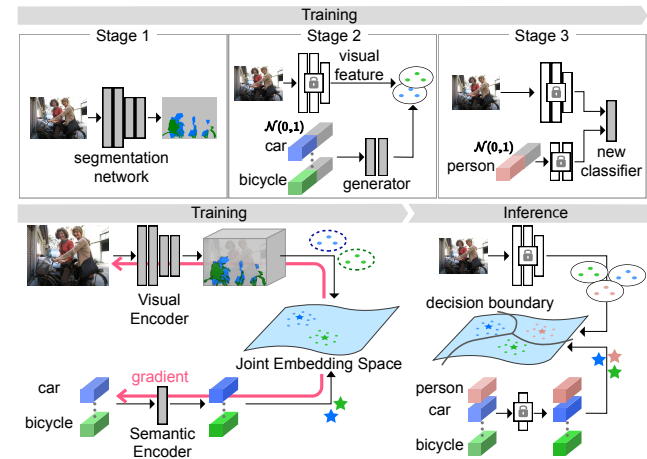 Training
Stage 1
Stage 2
Stage 3
segmentation
network
visual
feature
N(0,1)
car
bicycle
generator
N(0,1)
person
new
classifier
Training
Inference
Visual
Encoder
Joint Embedding Space
gradient
car
bicycle
Semantic
Encoder
decision boundary
person
car
bicycle